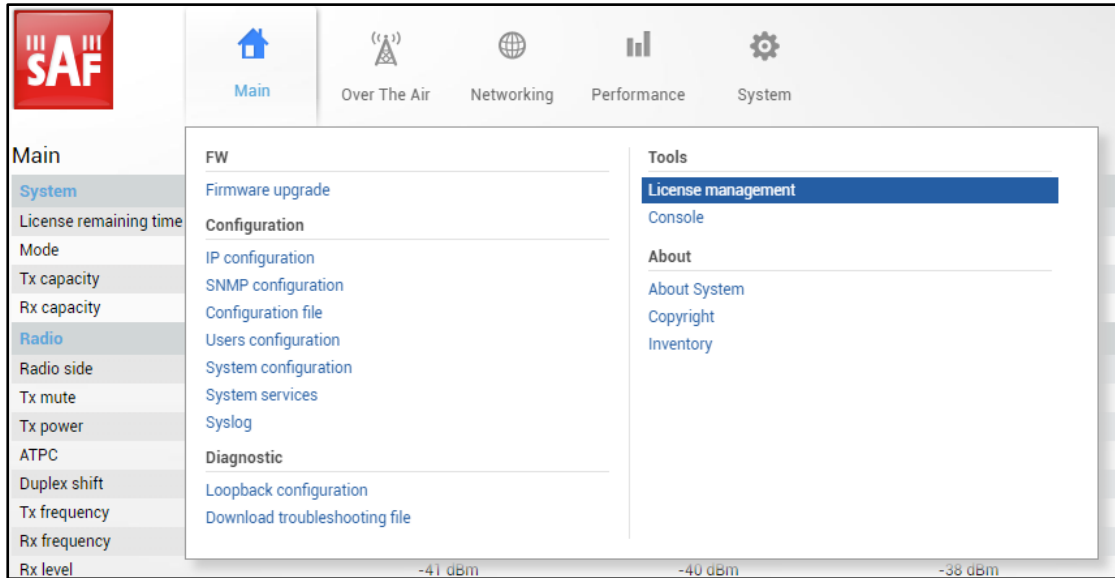 SAF
Main
Over The Air
Networking
Performance
System
Main
System
License remaining time
Mode
Tx capacity
Rx capacity
Radio
Radio side
Tx mute
Tx power
ATPC
Duplex shift
Tx frequency
Rx frequency
Rx level -41 dBm -40 dBm -38 dBm
FW
Firmware upgrade
Configuration
IP configuration
SNMP configuration
Configuration file
Users configuration
System configuration
System services
Syslog
Diagnostic
Loopback configuration
Download troubleshooting file
Tools
License management
Console
About
About System
Copyright
Inventory